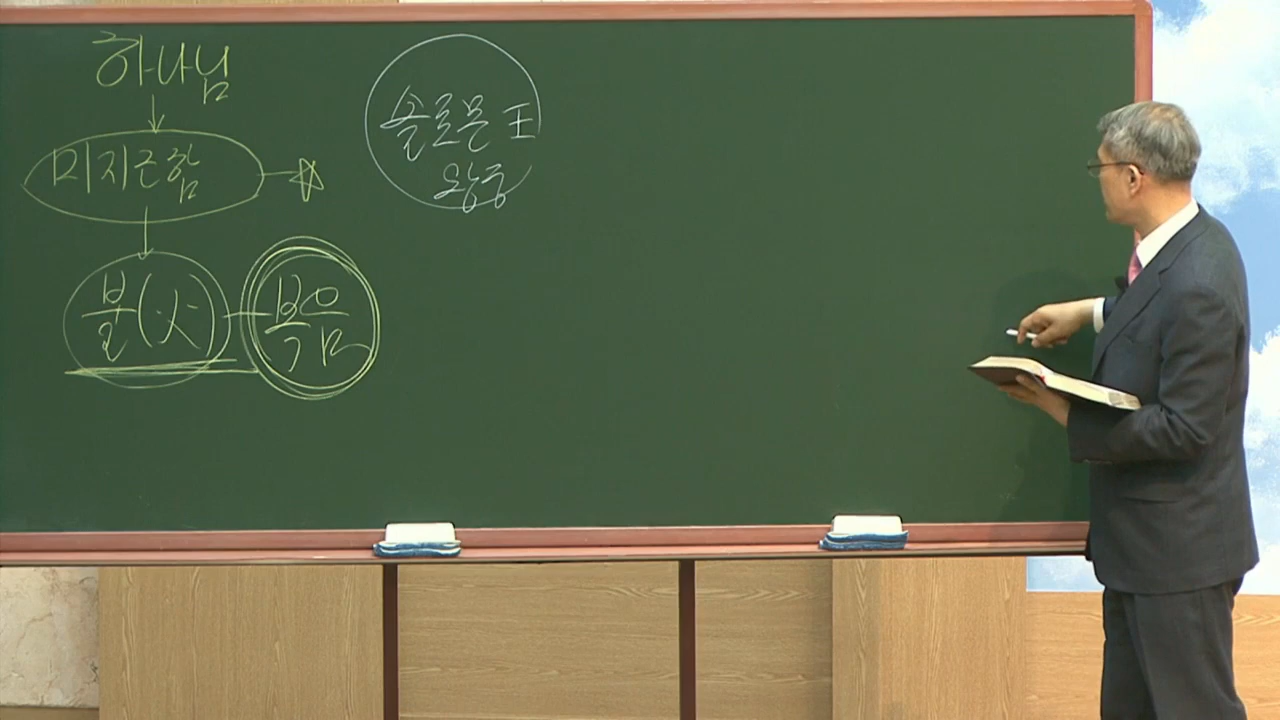 하나님
미지근함
불(火) 복음
솔로몬 王
왕궁